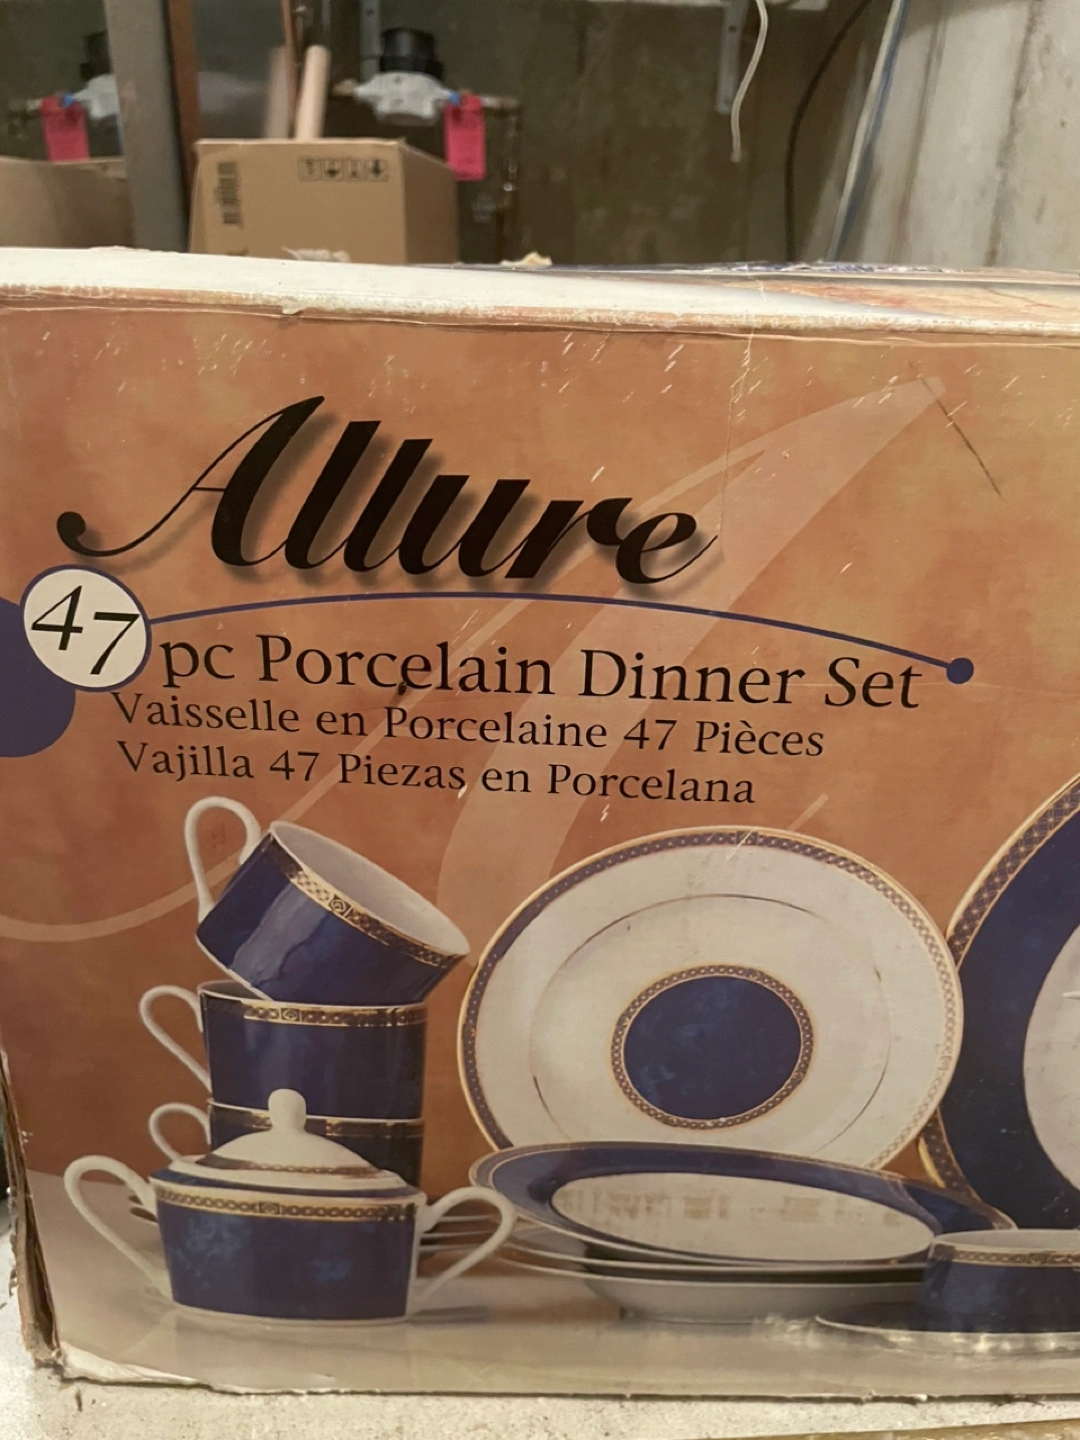 Allure
47 pc Porcelain Dinner Set
Vaisselle en Porcelaine 47 Pièces
Vajilla 47 Piezas en Porcelana